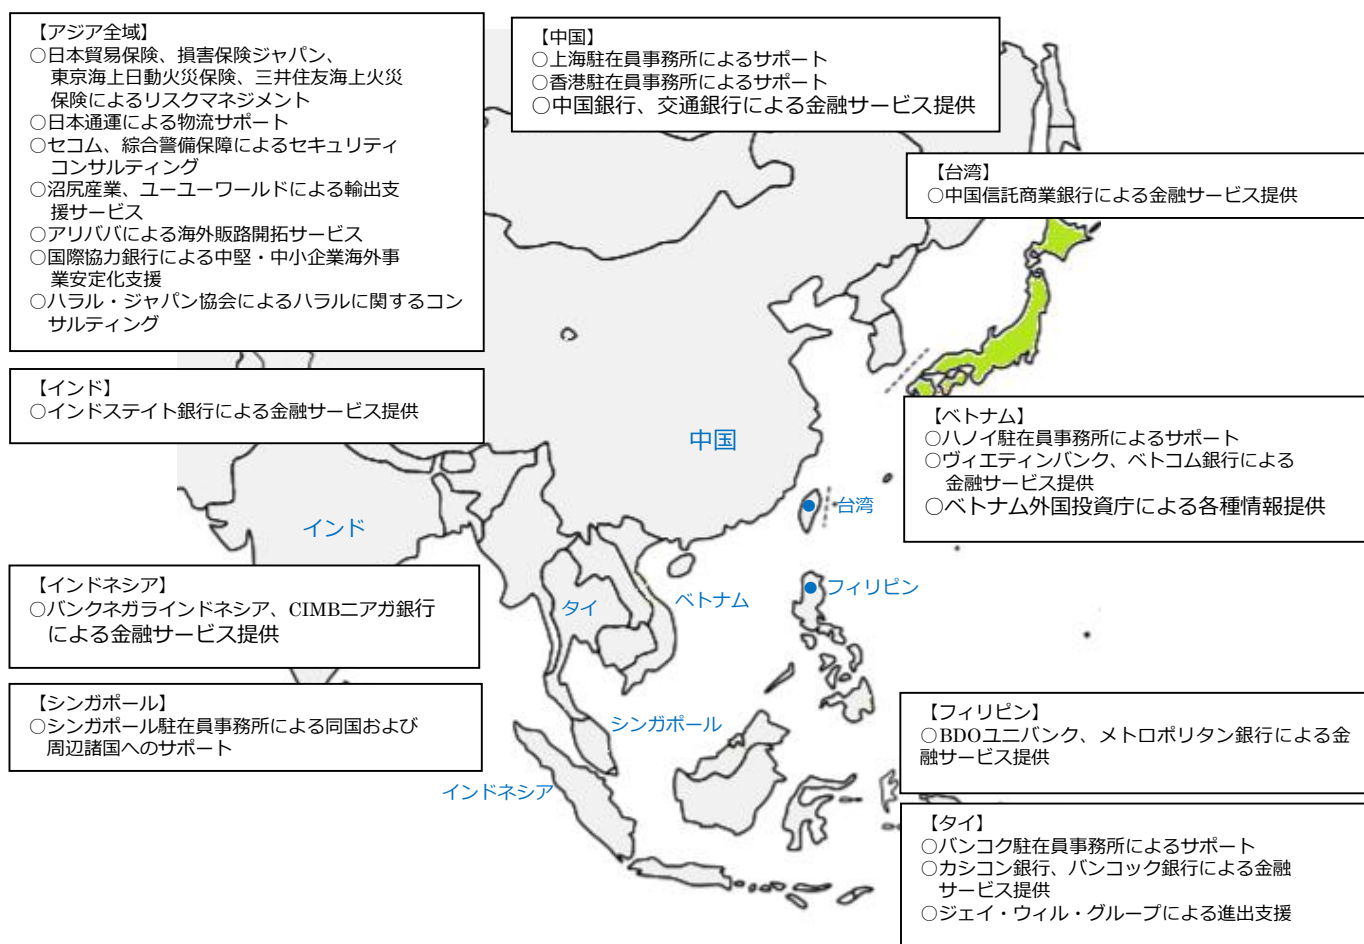 【アジア全域】
○日本貿易保険、損害保険ジャパン、
東京海上日動火災保険、三井住友海上火災
保険によるリスクマネジメント
○日本通運による物流サポート
○セコム、綜合警備保障によるセキュリティ
コンサルティング
○沼尻産業、ユーユーワールドによる輸出支
援サービス
○アリババによる海外販路開拓サービス
○国際協力銀行による中堅・中小企業海外事
業安定化支援
○ハラル・ジャパン協会によるハラルに関するコン
サルティング
【中国】
○上海駐在員事務所によるサポート
○香港駐在員事務所によるサポート
○中国銀行、交通銀行による金融サービス提供
【台湾】
○中国信託商業銀行による金融サービス提供
【インド】
○インドステイト銀行による金融サービス提供
【ベトナム】
○ハノイ駐在員事務所によるサポート
○ヴィエティンバンク、ベトコム銀行による
金融サービス提供
○ベトナム外国投資庁による各種情報提供
中国
台湾
インド
【インドネシア】
○バンクネガラインドネシア、CIMBニアガ銀行
による金融サービス提供
タイ
ベトナム
フィリピン
【シンガポール】
○シンガポール駐在員事務所による同国および
周辺諸国へのサポート
シンガポール
インドネシア
【フィリピン】
○BDOユニバンク、メトロポリタン銀行による金
融サービス提供
【タイ】
○バンコク駐在員事務所によるサポート
○カシコン銀行、バンコック銀行による金融
サービス提供
○ジェイ・ウィル・グループによる進出支援